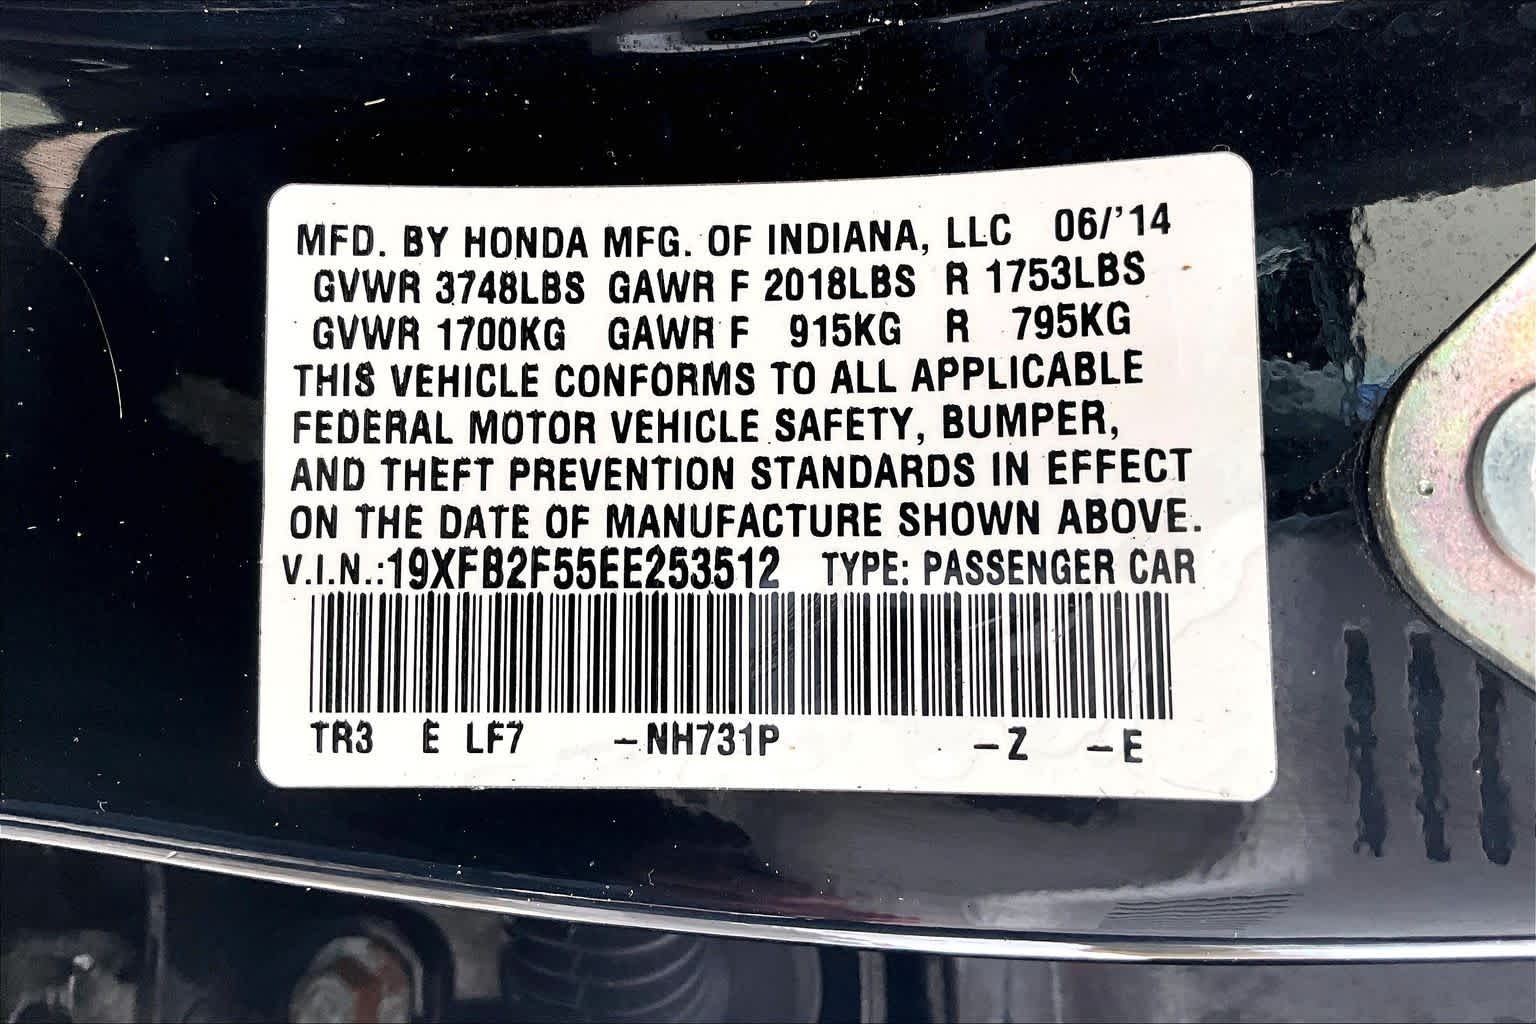 MFD. BY HONDA MFG. OF INDIANA, LLC 06/'14
GVWR 3748LBS GAWR F 2018LBS R 1753LBS
GVWR 1700KG GAWR F 915KG R 795KG
THIS VEHICLE CONFORMS TO ALL APPLICABLE
FEDERAL MOTOR VEHICLE SAFETY, BUMPER,
AND THEFT PREVENTION STANDARDS IN EFFECT
ON THE DATE OF MANUFACTURE SHOWN ABOVE.
V.I.N.:19XFB2F55EE253512 TYPE: PASSENGER CAR
TR3 E LF7 –NH731P –Z –E